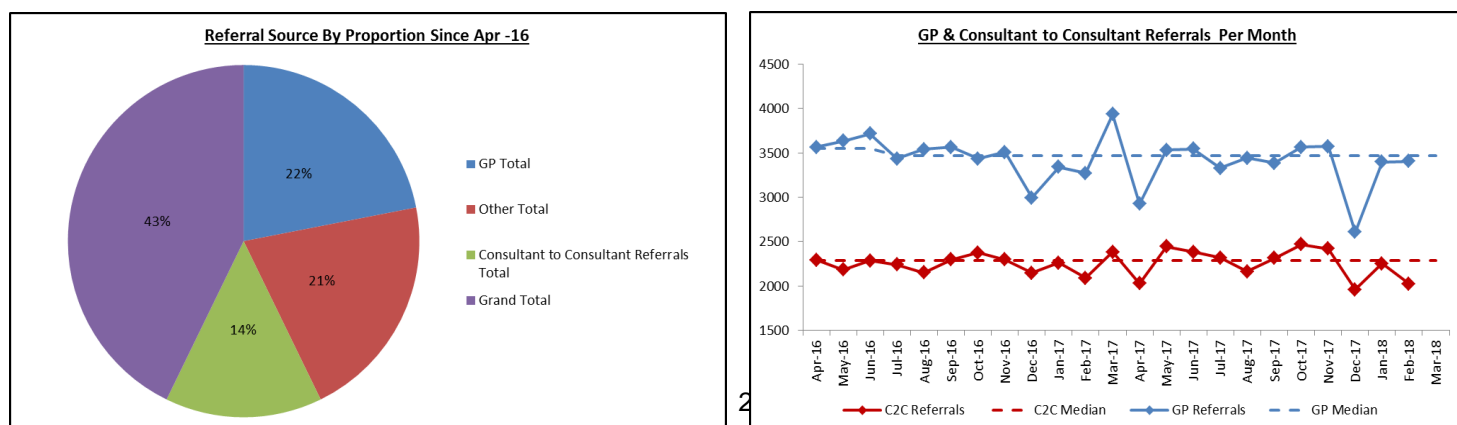 Referral Source By Proportion Since Apr -16
22%
21%
14%
43%
GP Total
Other Total
Consultant to Consultant Referrals
Total
Grand Total
2
GP & Consultant to Consultant Referrals Per Month
4500
4000
3500
3000
2500
2000
1500
Apr-16
May-16
Jun-16
Jul-16
Aug-16
Sep-16
Oct-16
Nov-16
Dec-16
Jan-17
Feb-17
Mar-17
Apr-17
May-17
Jun-17
Jul-17
Aug-17
Sep-17
Oct-17
Nov-17
Dec-17
Jan-18
Feb-18
Mar-18
C2C Referrals
C2C Median
GP Referrals
GP Median